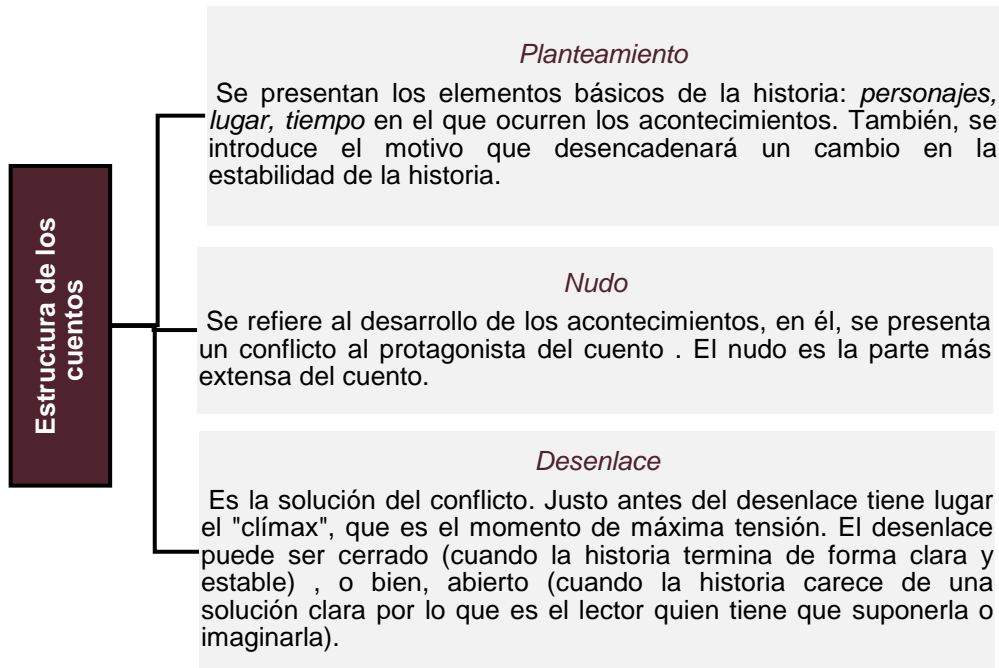 Estructura de los
cuentos
Planteamiento
Se presentan los elementos básicos de la historia: personajes,
lugar, tiempo en el que ocurren los acontecimientos. También, se
introduce el motivo que desencadenará un cambio en la
estabilidad de la historia.
Nudo
Se refiere al desarrollo de los acontecimientos, en él, se presenta
un conflicto al protagonista del cuento . El nudo es la parte más
extensa del cuento.
Desenlace
Es la solución del conflicto. Justo antes del desenlace tiene lugar
el "clímax", que es el momento de máxima tensión. El desenlace
puede ser cerrado (cuando la historia termina de forma clara y
estable) , o bien, abierto (cuando la historia carece de una
solución clara por lo que es el lector quien tiene que suponerla o
imaginarla).